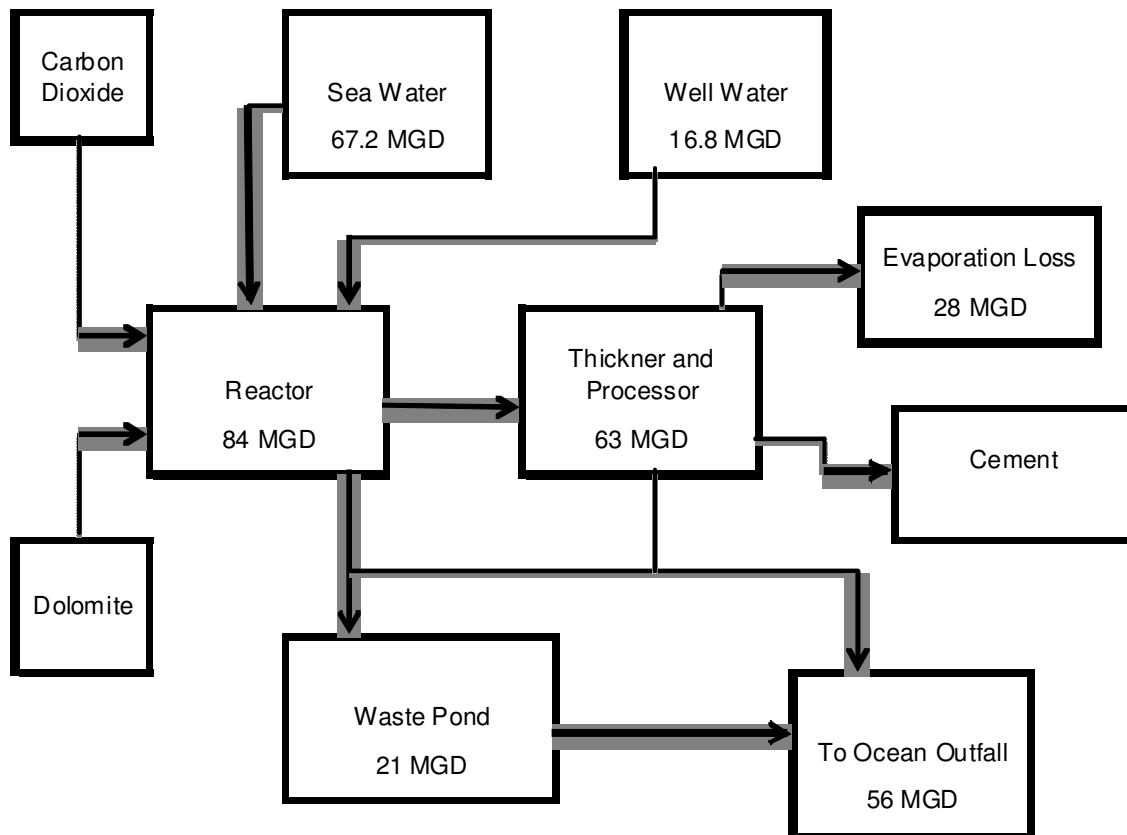 Carbon
Dioxide
Sea Water
67.2 MGD
Well Water
16.8 MGD
Evaporation Loss
28 MGD
Reactor
84 MGD
Thickner and
Processor
63 MGD
Cement
Dolomite
Waste Pond
21 MGD
To Ocean Outfall
56 MGD